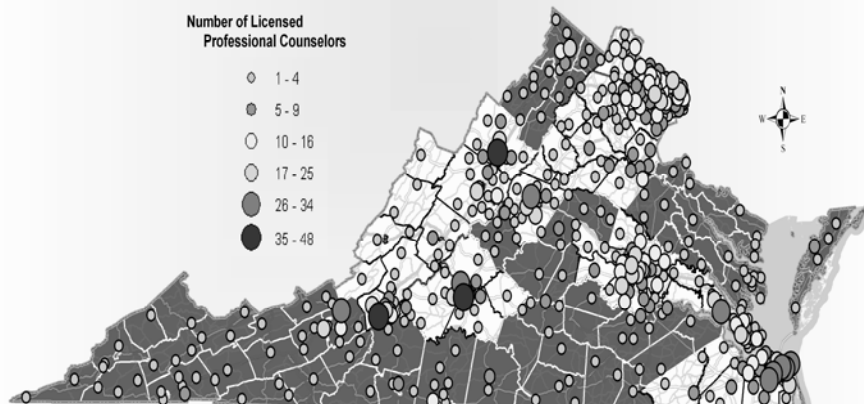 Number of Licensed
Professional Counselors
1 - 4
5 - 9
10 - 16
17 - 25
26 - 34
35 - 48
N
W E
S